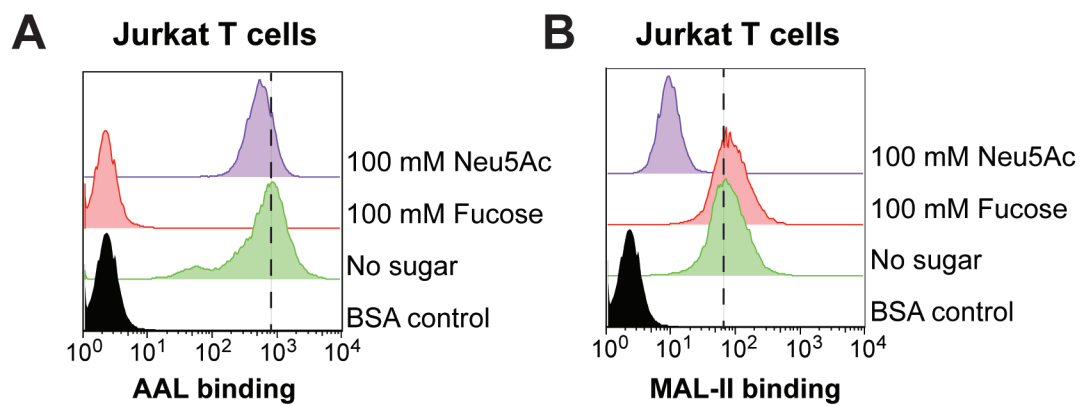 A
Jurkat T cells
100 mM Neu5Ac
100 mM Fucose
No sugar
BSA control
10⁰ 10¹ 10² 10³ 10⁴
AAL binding
B
Jurkat T cells
100 mM Neu5Ac
100 mM Fucose
No sugar
BSA control
10⁰ 10¹ 10² 10³ 10⁴
MAL-II binding